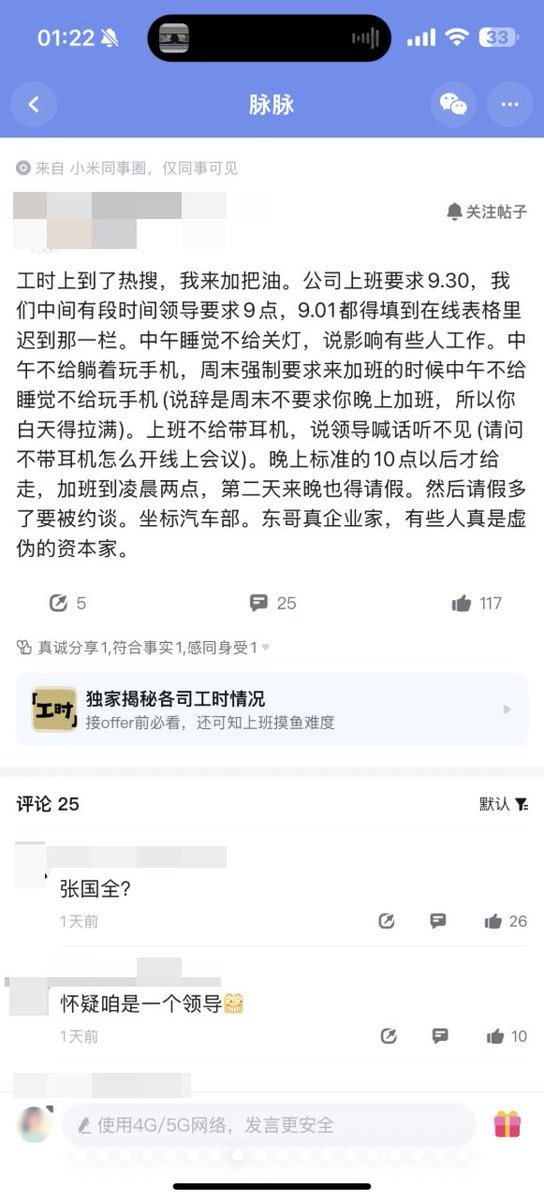 01:22
33
脉脉
来自 小米同事圈，仅同事可见
关注帖子
工时上到了热搜，我来加把油。公司上班要求9.30，我
们中间有段时间领导要求9点，9.01都得填到在线表格里
迟到那一栏。中午睡觉不给关灯，说影响有些人工作。中
午不给躺着玩手机，周末强制要求来加班的时候中午不给
睡觉不给玩手机 (说辞是周末不要求你晚上加班，所以你
白天得拉满)。上班不给带耳机，说领导喊话听不见 (请问
不带耳机怎么开线上会议)。晚上标准的10点以后才给
走，加班到凌晨两点，第二天来晚也得请假。然后请假多
了要被约谈。坐标汽车部。东哥真企业家，有些人真是虚
伪的资本家。
5
25
117
真诚分享1,符合事实1,感同身受1
「工时」
独家揭秘各司工时情况
接offer前必看，还可知上班摸鱼难度
评论 25
默认
张国全?
1天前
26
怀疑咱是一个领导
1天前
10
使用4G/5G网络，发言更安全